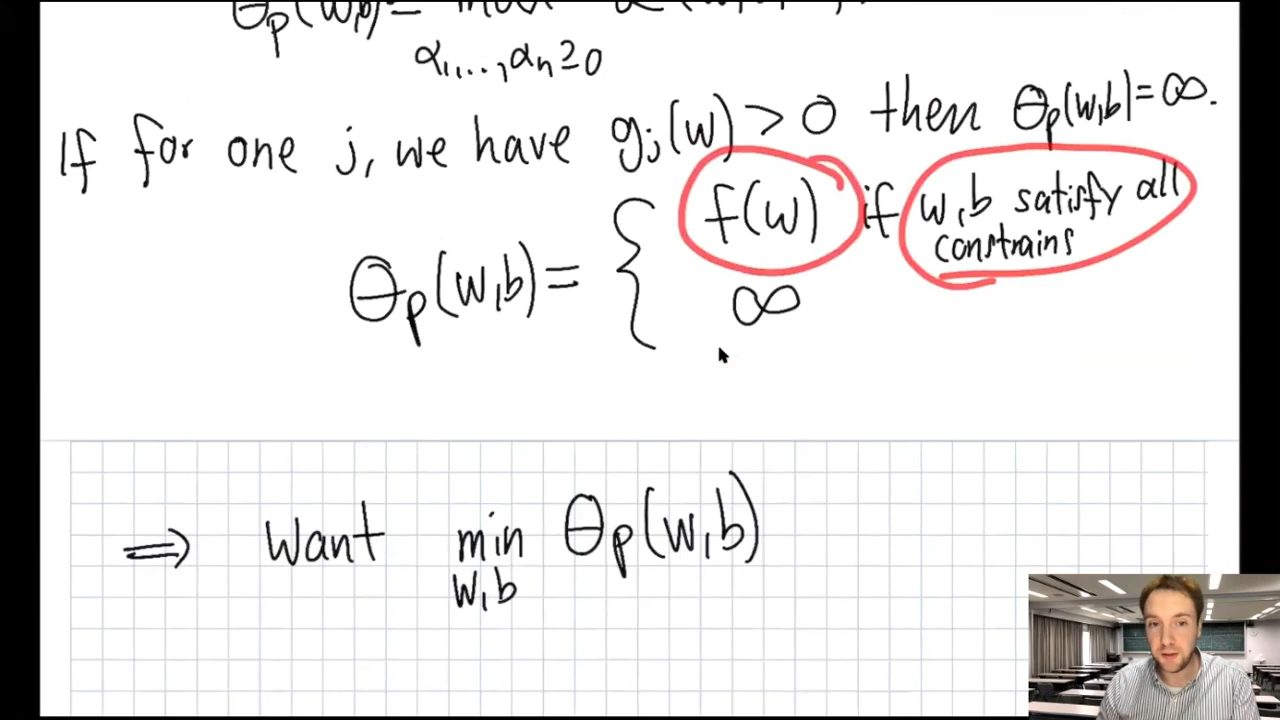 θp(w,b)=
α1,...,αn≥0
If for one j, we have gj(w) > 0 then θp(w,b)=∞.
θp(w,b)= { f(w) if w,b satisfy all
constrains
∞
⇒ want min θp(w,b)
w,b